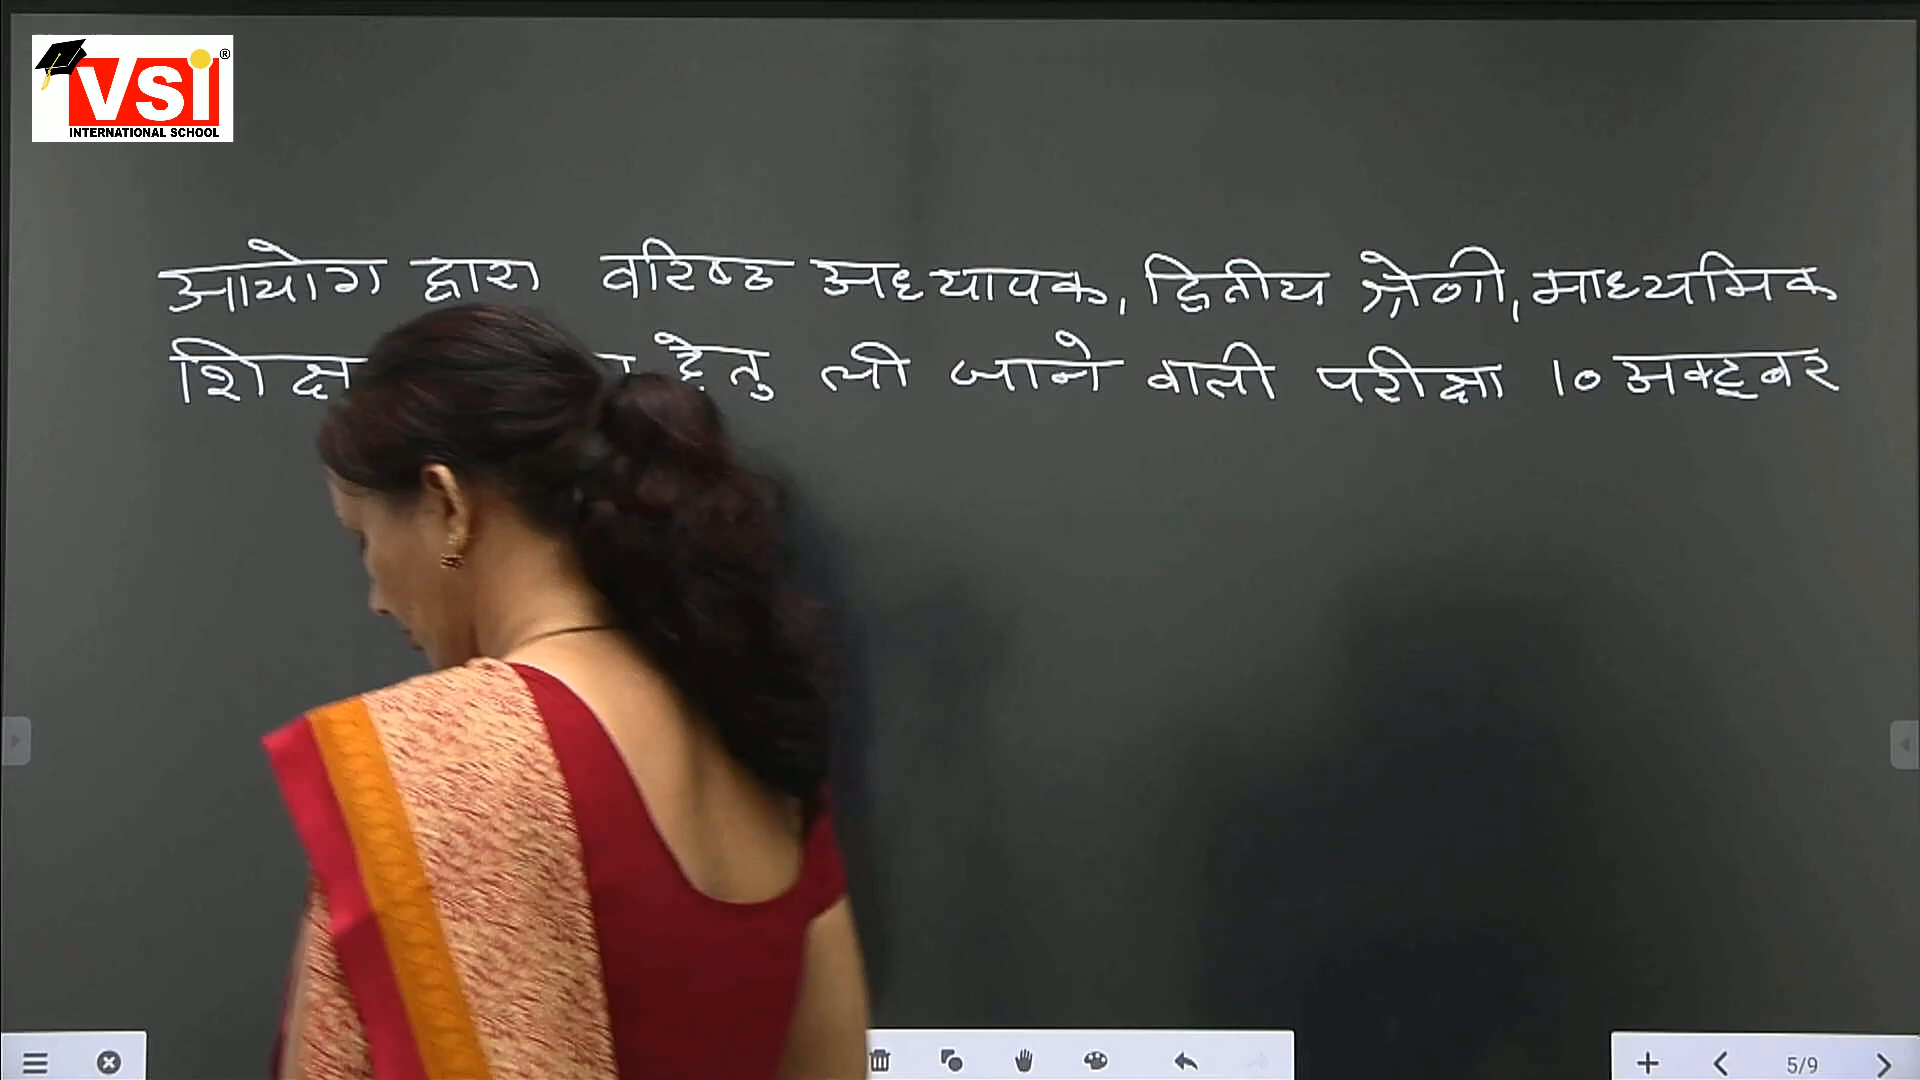 VSI
INTERNATIONAL SCHOOL
आयोग द्वारा वरिष्ठ अध्यापक, द्वितीय श्रेणी, माध्यमिक
शिक्षा हेतु ली जाने वाली परीक्षा 10 अक्टूबर
5/9